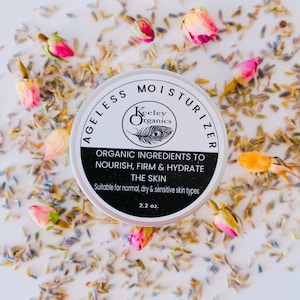 AGELESS MOISTURIZER
Keeley
Organics
ORGANIC INGREDIENTS TO
NOURISH, FIRM & HYDRATE
THE SKIN
Suitable for normal, dry & sensitive skin types
2.2 oz.